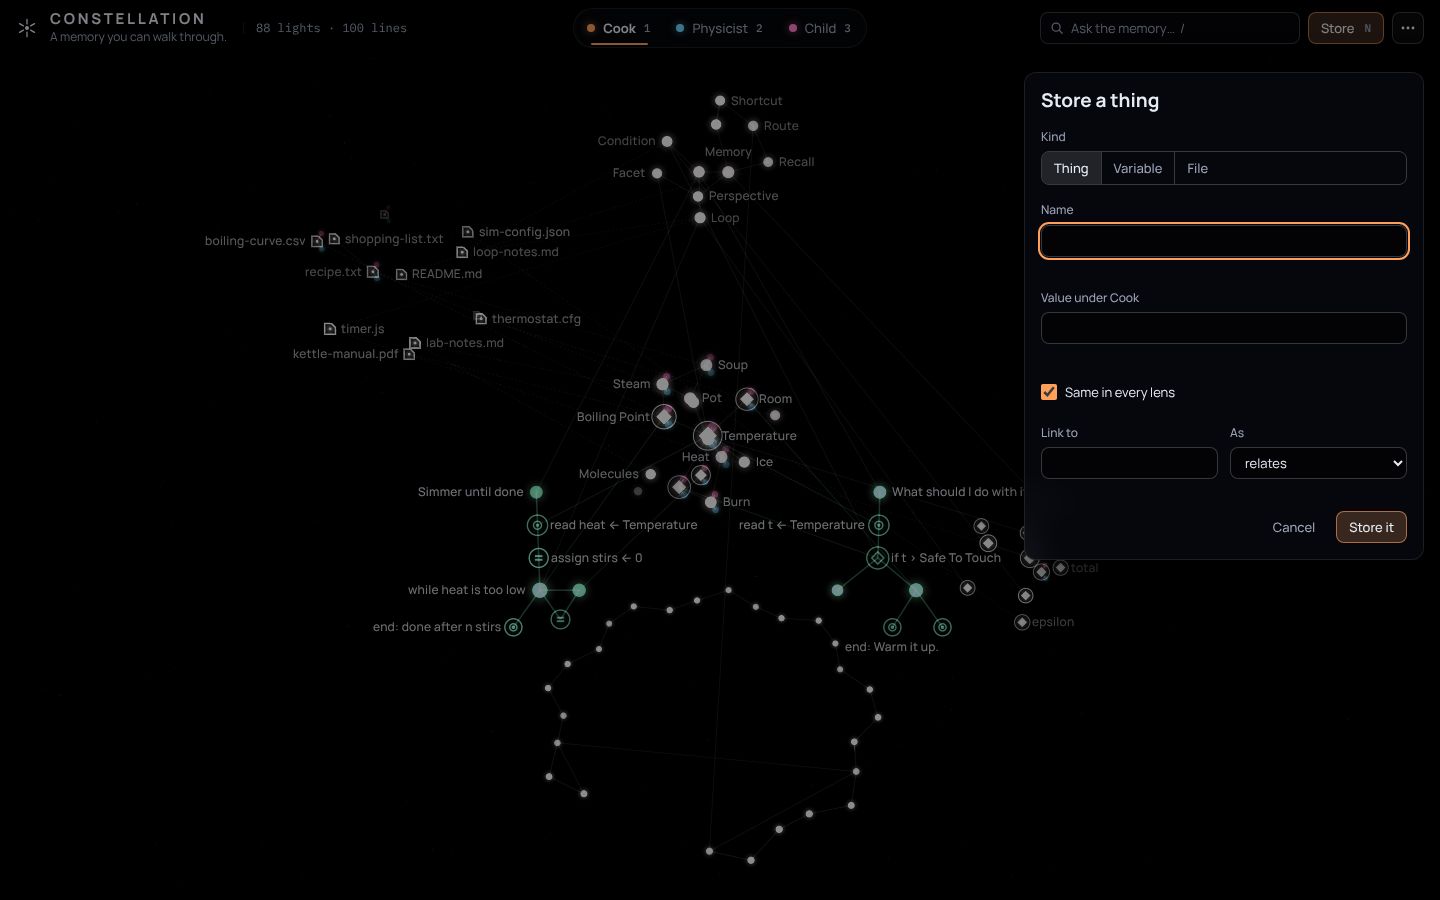 CONSTELLATION
A memory you can walk through.
88 lights · 100 lines
Cook 1
Physicist 2
Child 3
Ask the memory… /
Store N
Store a thing
Kind
Thing
Variable
File
Name
Value under Cook
Same in every lens
Link to
As
relates
Cancel
Store it
Shortcut
Route
Condition
Memory
Recall
Facet
Perspective
Loop
boiling-curve.csv
shopping-list.txt
sim-config.json
loop-notes.md
recipe.txt
README.md
thermostat.cfg
timer.js
lab-notes.md
kettle-manual.pdf
Soup
Steam
Pot
Room
Boiling Point
Temperature
Heat
Ice
Molecules
Burn
Simmer until done
What should I do with
read heat ← Temperature
read t ← Temperature
assign stirs ← 0
if t > Safe To Touch
total
while heat is too low
end: done after n stirs
epsilon
end: Warm it up.